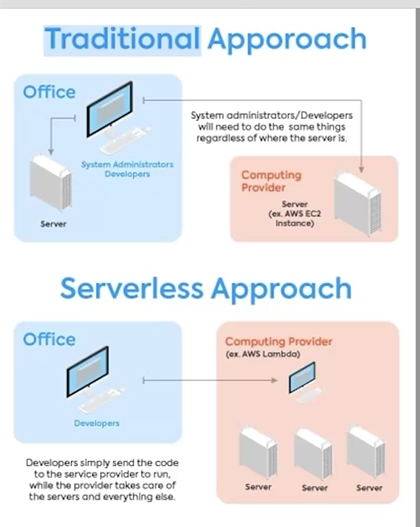 Traditional Apporoach
Office
System administrators/Developers
will need to do the same things
regardless of where the server is.
System Administrators
Developers
Server
Computing
Provider
Server
(ex. AWS EC2
Instance)
Serverless Approach
Office
Developers
Computing Provider
(ex. AWS Lambda)
Server
Server
Server
Developers simply send the code
to the service provider to run,
while the provider takes care of
the servers and everything else.